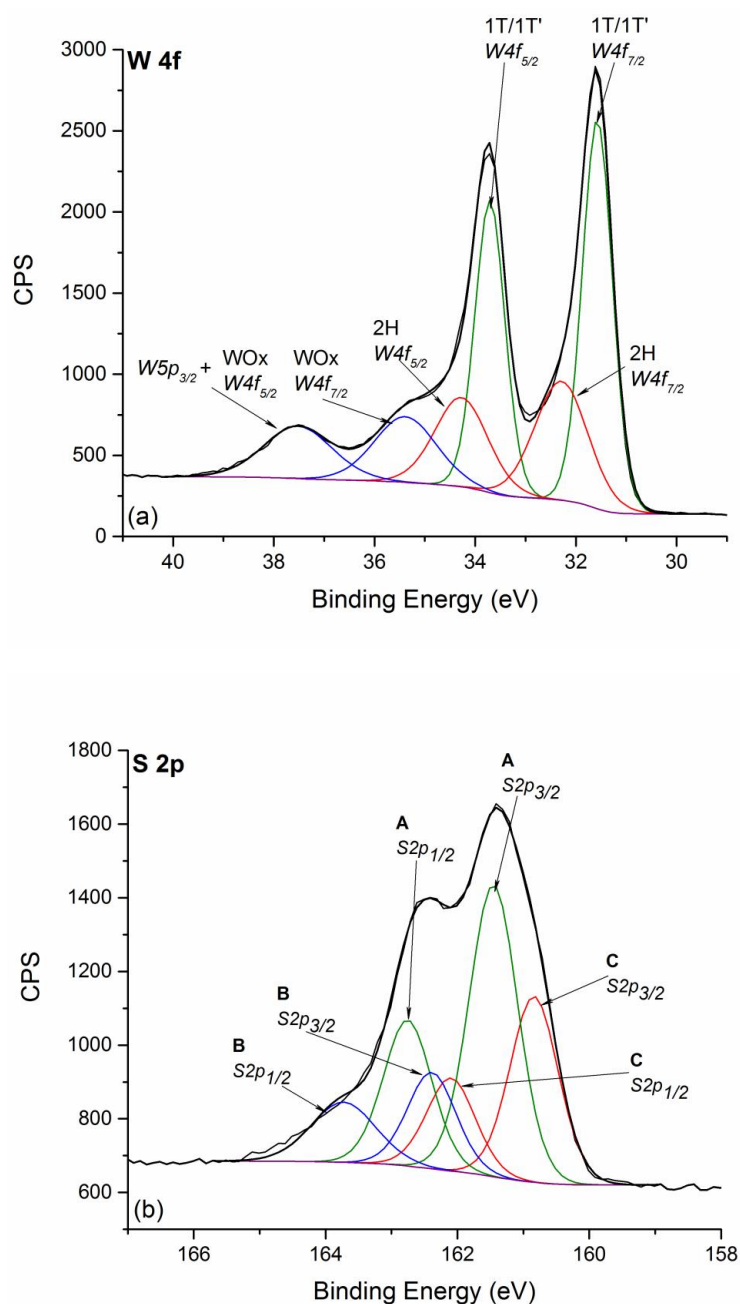 W 4f
1T/1T'
W4f5/2
1T/1T'
W4f7/2
2H
W4f5/2
2H
W4f7/2
WOx
W4f7/2
W5p3/2 + WOx
W4f5/2
3000
2500
2000
1500
1000
500
0
CPS
(a)
40 38 36 34 32 30
Binding Energy (eV)
S 2p
A
S2p3/2
A
S2p1/2
B
S2p3/2
B
S2p1/2
C
S2p3/2
C
S2p1/2
1800
1600
1400
1200
1000
800
600
CPS
(b)
166 164 162 160 158
Binding Energy (eV)